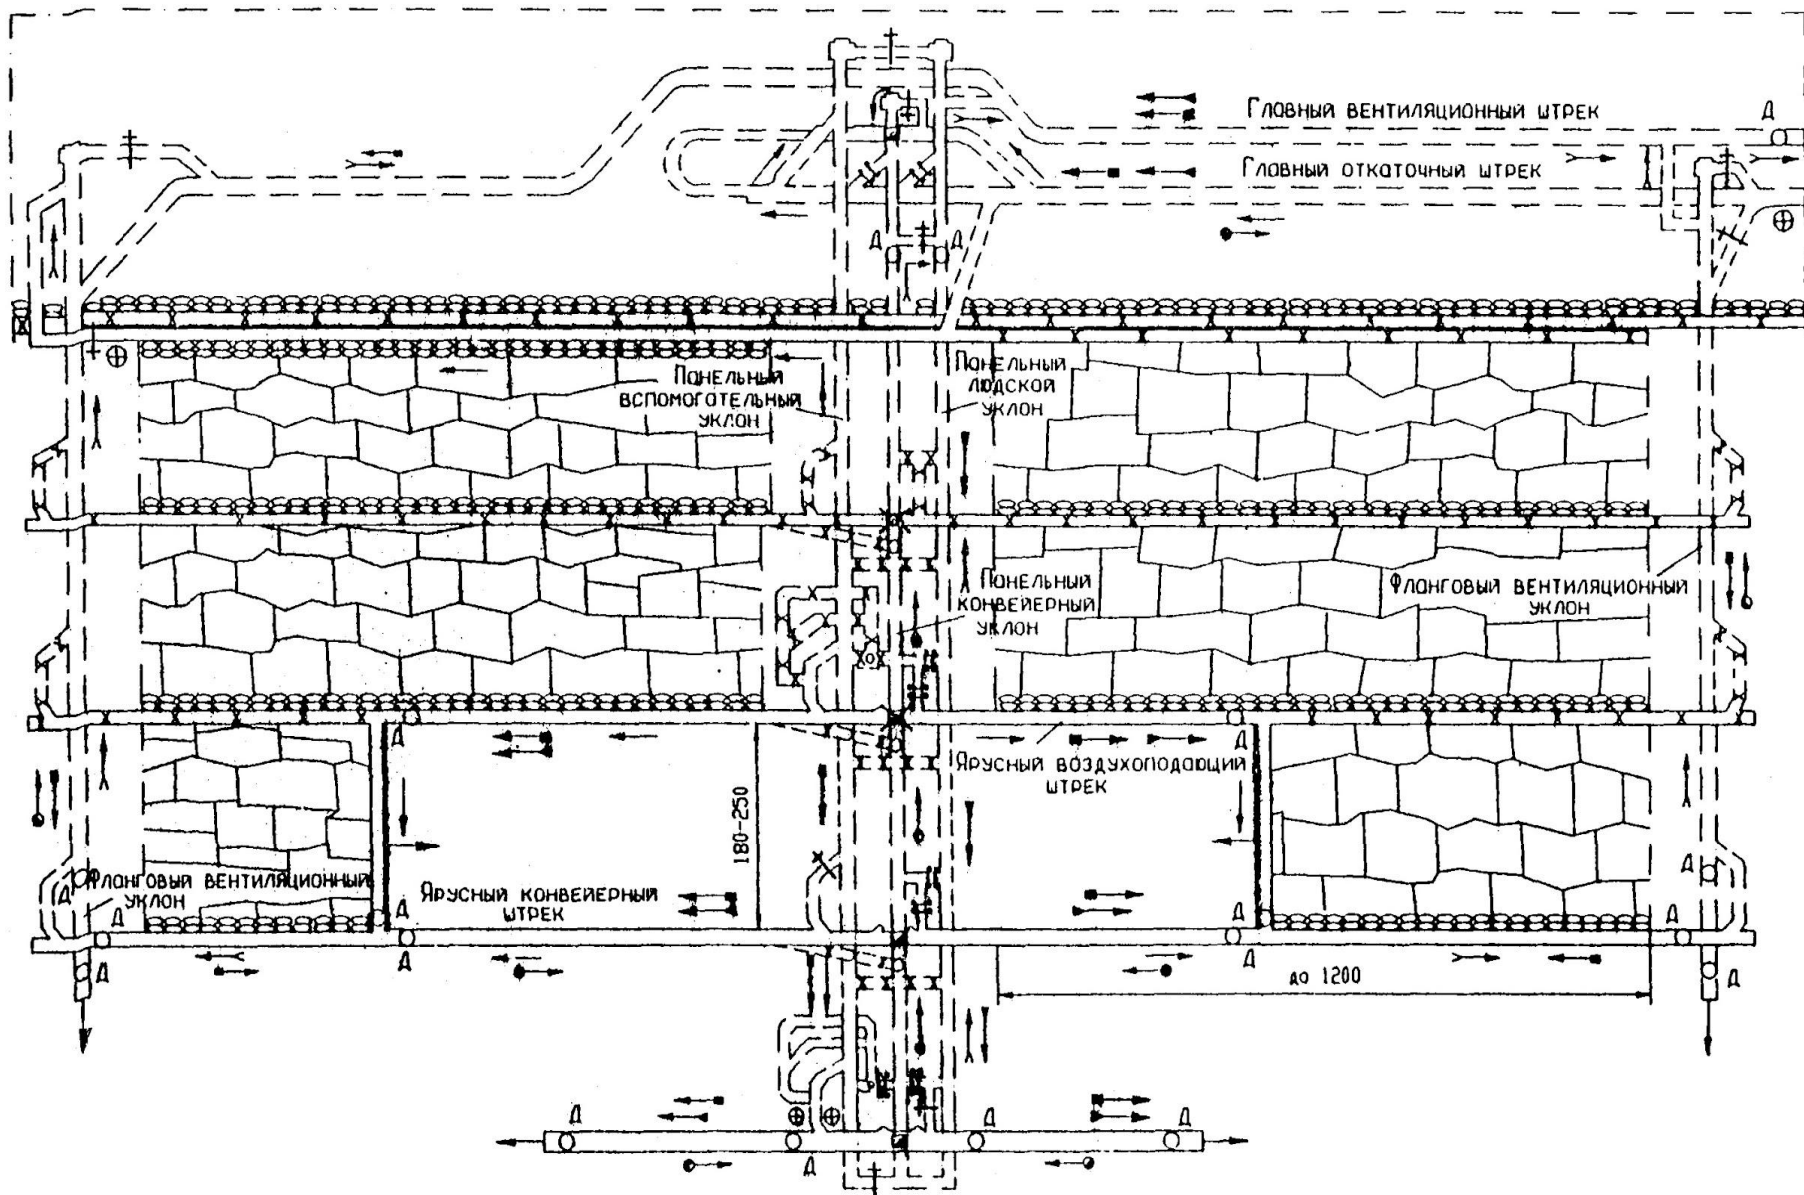 Главный вентиляционный штрек
Д
Главный откаточный штрек
Д
Д
Панельный
вспомогательный
уклон
Панельный
людской
уклон
Панельный
конвейерный
уклон
Фланговый вентиляционный
уклон
Д
Д
Ярусный воздухоподающий
штрек
180-250
Фланговый вентиляционный
уклон
Ярусный конвейерный
штрек
Д
Д
Д
Д
Д
Д
Д
Д
Д
Д
до 1200
Д
Д
Д
Д
Д